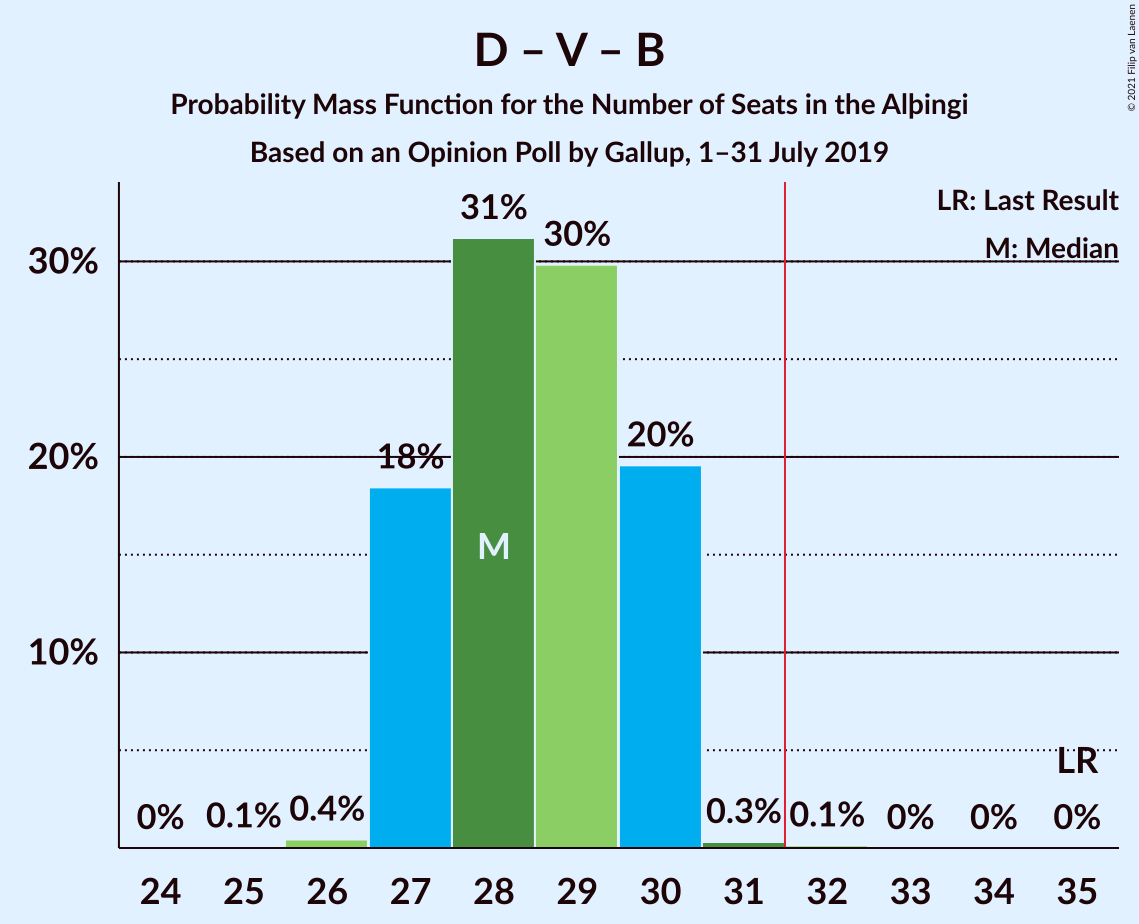 D – V – B
Probability Mass Function for the Number of Seats in the Alþingi
Based on an Opinion Poll by Gallup, 1–31 July 2019
© 2021 Filip van Laenen
LR: Last Result
M: Median
30%
20%
10%
0%
0.1%
0.4%
18%
31%
30%
20%
0.3%
0.1%
0%
0%
0%
LR
M
24 25 26 27 28 29 30 31 32 33 34 35